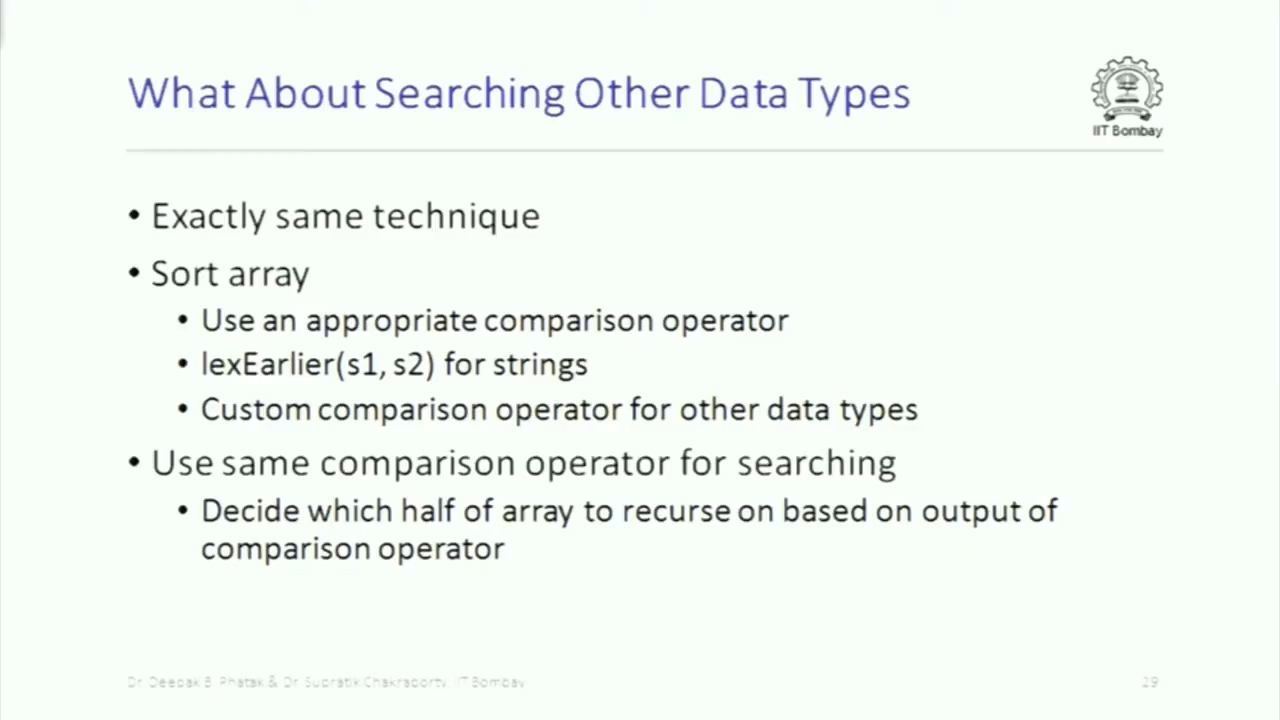 What About Searching Other Data Types
IIT Bombay
• Exactly same technique
• Sort array
• Use an appropriate comparison operator
• lexEarlier(s1, s2) for strings
• Custom comparison operator for other data types
• Use same comparison operator for searching
• Decide which half of array to recurse on based on output of
comparison operator
Dr. Deepak B. Phatak & Dr. Supratik Chakraborty, IIT Bombay
29